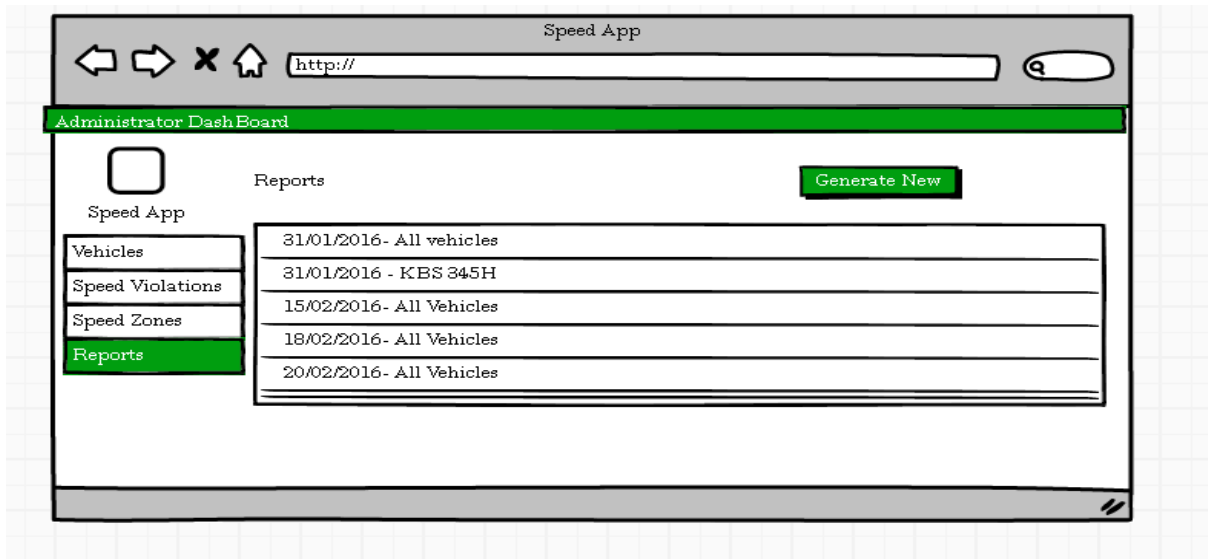 Speed App
http://
Administrator DashBoard
Speed App
Vehicles
Speed Violations
Speed Zones
Reports
Reports
Generate New
31/01/2016- All vehicles
31/01/2016 - KBS 345H
15/02/2016- All Vehicles
18/02/2016- All Vehicles
20/02/2016- All Vehicles